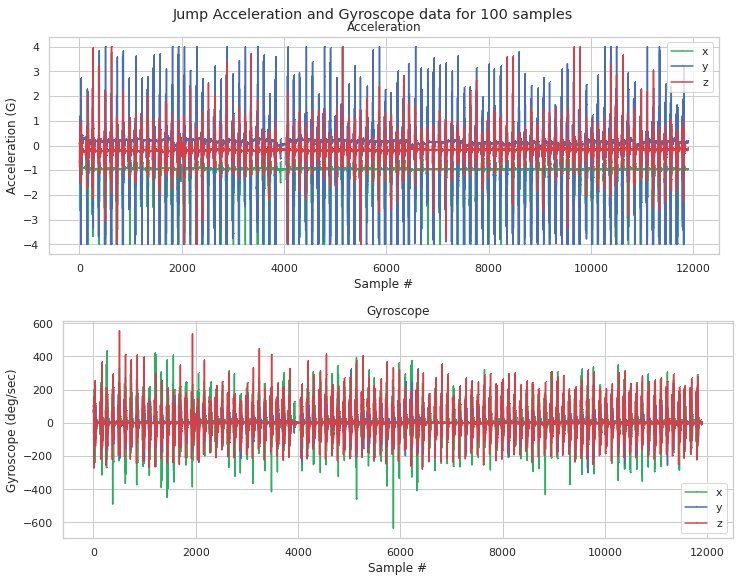 Jump Acceleration and Gyroscope data for 100 samples
Acceleration
4
3
2
1
0
−1
−2
−3
−4
Acceleration (G)
x
y
z
0 2000 4000 6000 8000 10000 12000
Sample #
Gyroscope
600
400
200
0
−200
−400
−600
Gyroscope (deg/sec)
x
y
z
0 2000 4000 6000 8000 10000 12000
Sample #